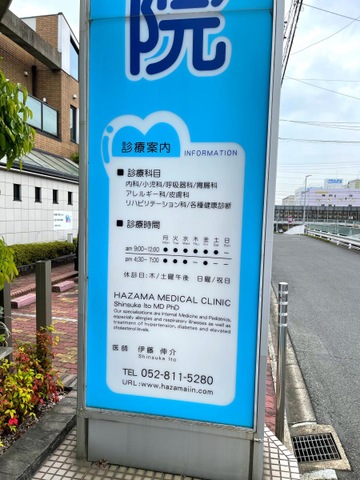 院
診療案内 INFORMATION
■診療科目
内科/小児科/呼吸器科/胃腸科
アレルギー科/皮膚科
リハビリテーション科/各種健康診断
■診療時間
月 火 水 木 金 土 日
am 9:00~12:00 ● ● ● ● ● ● ―
pm 4:30~ 7:00 ● ● ● ― ● ― ―
休診日:木/土曜午後 日曜/祝日
HAZAMA MEDICAL CLINIC
Shinsuke Ito MD PhD
Our specialisations are Internal Medicine and Pediatrics,
especially allergies and respiratory illnesses as well as
treatment of hypertension, diabetes and elevated
cholesterol levels.
医師 伊藤 伸介
Shinsuke Ito
TEL 052-811-5280
URL:www.hazamaiin.com